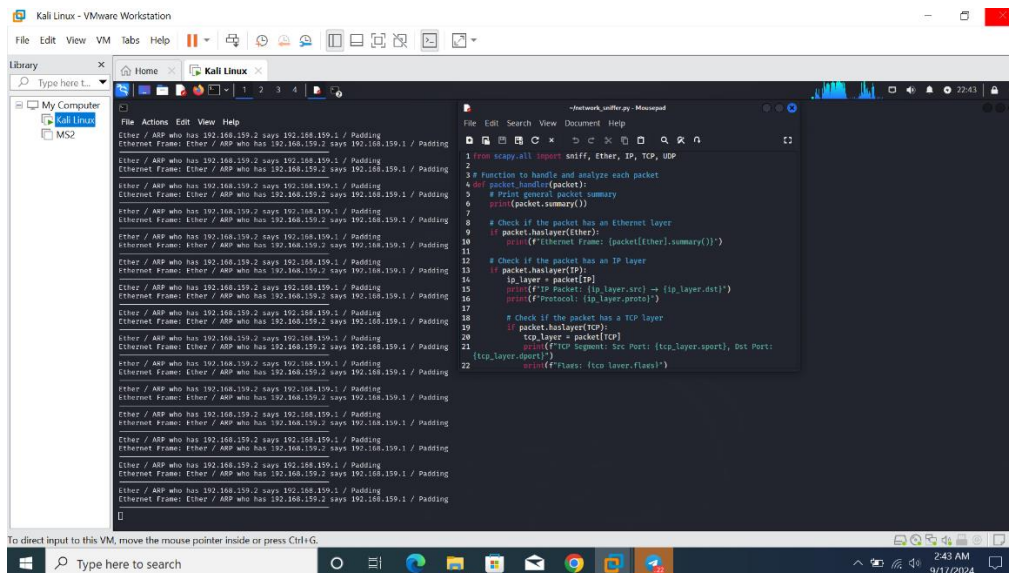 Kali Linux - VMware Workstation
File Edit View VM Tabs Help
Library
Home
Kali Linux
Type here t...
My Computer
Kali Linux
MS2
1 2 3 4
22:43
File Actions Edit View Help
Ether / ARP who has 192.168.159.2 says 192.168.159.1 / Padding
Ethernet Frame: Ether / ARP who has 192.168.159.2 says 192.168.159.1 / Padding
Ether / ARP who has 192.168.159.2 says 192.168.159.1 / Padding
Ethernet Frame: Ether / ARP who has 192.168.159.2 says 192.168.159.1 / Padding
Ether / ARP who has 192.168.159.2 says 192.168.159.1 / Padding
Ethernet Frame: Ether / ARP who has 192.168.159.2 says 192.168.159.1 / Padding
Ether / ARP who has 192.168.159.2 says 192.168.159.1 / Padding
Ethernet Frame: Ether / ARP who has 192.168.159.2 says 192.168.159.1 / Padding
Ether / ARP who has 192.168.159.2 says 192.168.159.1 / Padding
Ethernet Frame: Ether / ARP who has 192.168.159.2 says 192.168.159.1 / Padding
Ether / ARP who has 192.168.159.2 says 192.168.159.1 / Padding
Ethernet Frame: Ether / ARP who has 192.168.159.2 says 192.168.159.1 / Padding
Ether / ARP who has 192.168.159.2 says 192.168.159.1 / Padding
Ethernet Frame: Ether / ARP who has 192.168.159.2 says 192.168.159.1 / Padding
Ether / ARP who has 192.168.159.2 says 192.168.159.1 / Padding
Ethernet Frame: Ether / ARP who has 192.168.159.2 says 192.168.159.1 / Padding
Ether / ARP who has 192.168.159.2 says 192.168.159.1 / Padding
Ethernet Frame: Ether / ARP who has 192.168.159.2 says 192.168.159.1 / Padding
Ether / ARP who has 192.168.159.2 says 192.168.159.1 / Padding
Ethernet Frame: Ether / ARP who has 192.168.159.2 says 192.168.159.1 / Padding
Ether / ARP who has 192.168.159.2 says 192.168.159.1 / Padding
Ethernet Frame: Ether / ARP who has 192.168.159.2 says 192.168.159.1 / Padding
Ether / ARP who has 192.168.159.2 says 192.168.159.1 / Padding
Ethernet Frame: Ether / ARP who has 192.168.159.2 says 192.168.159.1 / Padding
Ether / ARP who has 192.168.159.2 says 192.168.159.1 / Padding
Ethernet Frame: Ether / ARP who has 192.168.159.2 says 192.168.159.1 / Padding
Ether / ARP who has 192.168.159.2 says 192.168.159.1 / Padding
Ethernet Frame: Ether / ARP who has 192.168.159.2 says 192.168.159.1 / Padding
Ether / ARP who has 192.168.159.2 says 192.168.159.1 / Padding
Ethernet Frame: Ether / ARP who has 192.168.159.2 says 192.168.159.1 / Padding
~/network_sniffer.py - Mousepad
File Edit Search View Document Help
1 from scapy.all import sniff, Ether, IP, TCP, UDP
2
3 # Function to handle and analyze each packet
4 def packet_handler(packet):
5 # Print general packet summary
6 print(packet.summary())
7
8 # Check if the packet has an Ethernet layer
9 if packet.haslayer(Ether):
10 print(f"Ethernet Frame: {packet[Ether].summary()}")
11
12 # Check if the packet has an IP layer
13 if packet.haslayer(IP):
14 ip_layer = packet[IP]
15 print(f"IP Packet: {ip_layer.src} → {ip_layer.dst}")
16 print(f"Protocol: {ip_layer.proto}")
17
18 # Check if the packet has a TCP layer
19 if packet.haslayer(TCP):
20 tcp_layer = packet[TCP]
21 print(f"TCP Segment: Src Port: {tcp_layer.sport}, Dst Port:
{tcp_layer.dport}")
22 print(f"Flags: {tcp_layer.flags}")
To direct input to this VM, move the mouse pointer inside or press Ctrl+G.
Type here to search
2:43 AM
9/17/2024